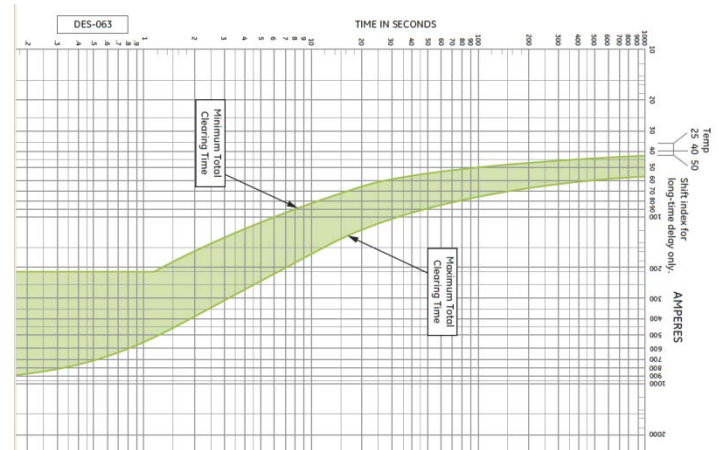 DES-063
TIME IN SECONDS
.2 .3 .4 .5 .6 .7 .8 .9 1 2 3 4 5 6 7 8 9 10 20 30 40 50 60 70 80 90 100 200 300 400 500 600 700 800 900 1000
10
20
30
40
50
60
70
80
90
100
200
300
400
500
600
700
800
900
1000
2000
Temp
25 40 50
Shift index for
long-time delay only.
AMPERES
Minimum Total
Clearing Time
Maximum Total
Clearing Time